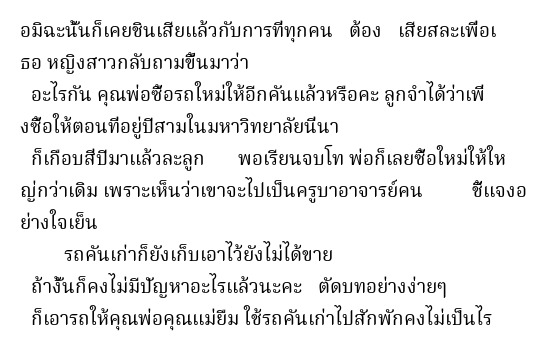 อมิฉะนั้นก็เคยชินเสียแล้วกับการที่ทุกคน ต้อง เสียสละเพื่อเ
ธอ หญิงสาวกลับถามขึ้นมาว่า
อะไรกัน คุณพ่อซื้อรถใหม่ให้อีกคันแล้วหรือคะ ลูกจำได้ว่าเพิ่
งซื้อให้ตอนที่อยู่ปีสามในมหาวิทยาลัยนี่นา
ก็เกือบสี่ปีมาแล้วละลูก พอเรียนจบโท พ่อก็เลยซื้อใหม่ให้ให
ญ่กว่าเดิม เพราะเห็นว่าเขาจะไปเป็นครูบาอาจารย์คน ชี้แจงอ
ย่างใจเย็น
รถคันเก่าก็ยังเก็บเอาไว้ยังไม่ได้ขาย
ถ้างั้นก็คงไม่มีปัญหาอะไรแล้วนะคะ ตัดบทอย่างง่ายๆ
ก็เอารถให้คุณพ่อคุณแม่ยืม ใช้รถคันเก่าไปสักพักคงไม่เป็นไร